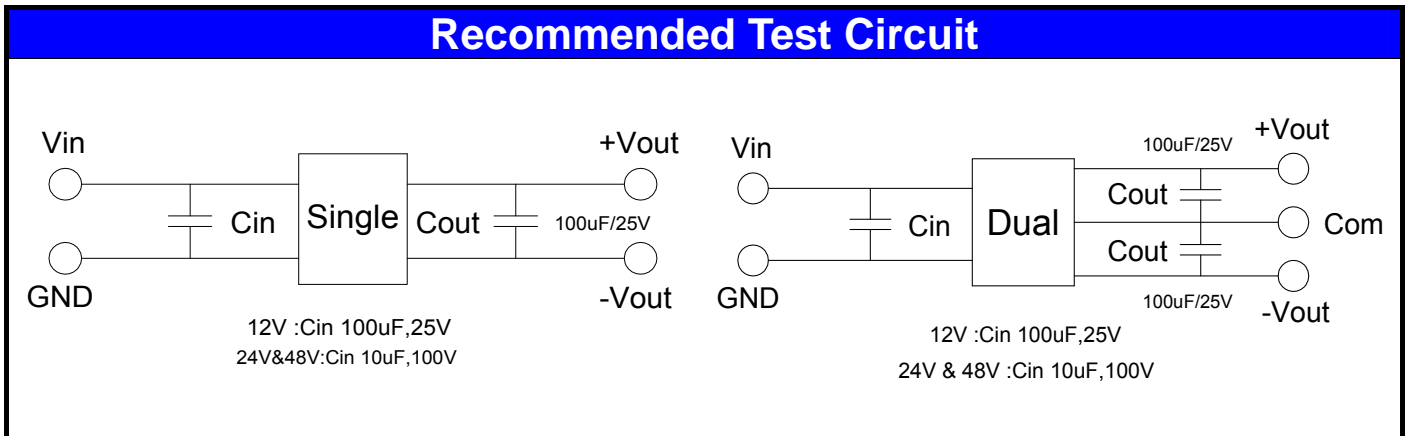 Recommended Test Circuit
Vin
+Vout
Cin
Single
Cout
100uF/25V
GND
-Vout
12V :Cin 100uF,25V
24V&48V:Cin 10uF,100V
Vin
100uF/25V
+Vout
Cin
Dual
Cout
Com
Cout
GND
100uF/25V
-Vout
12V :Cin 100uF,25V
24V & 48V :Cin 10uF,100V